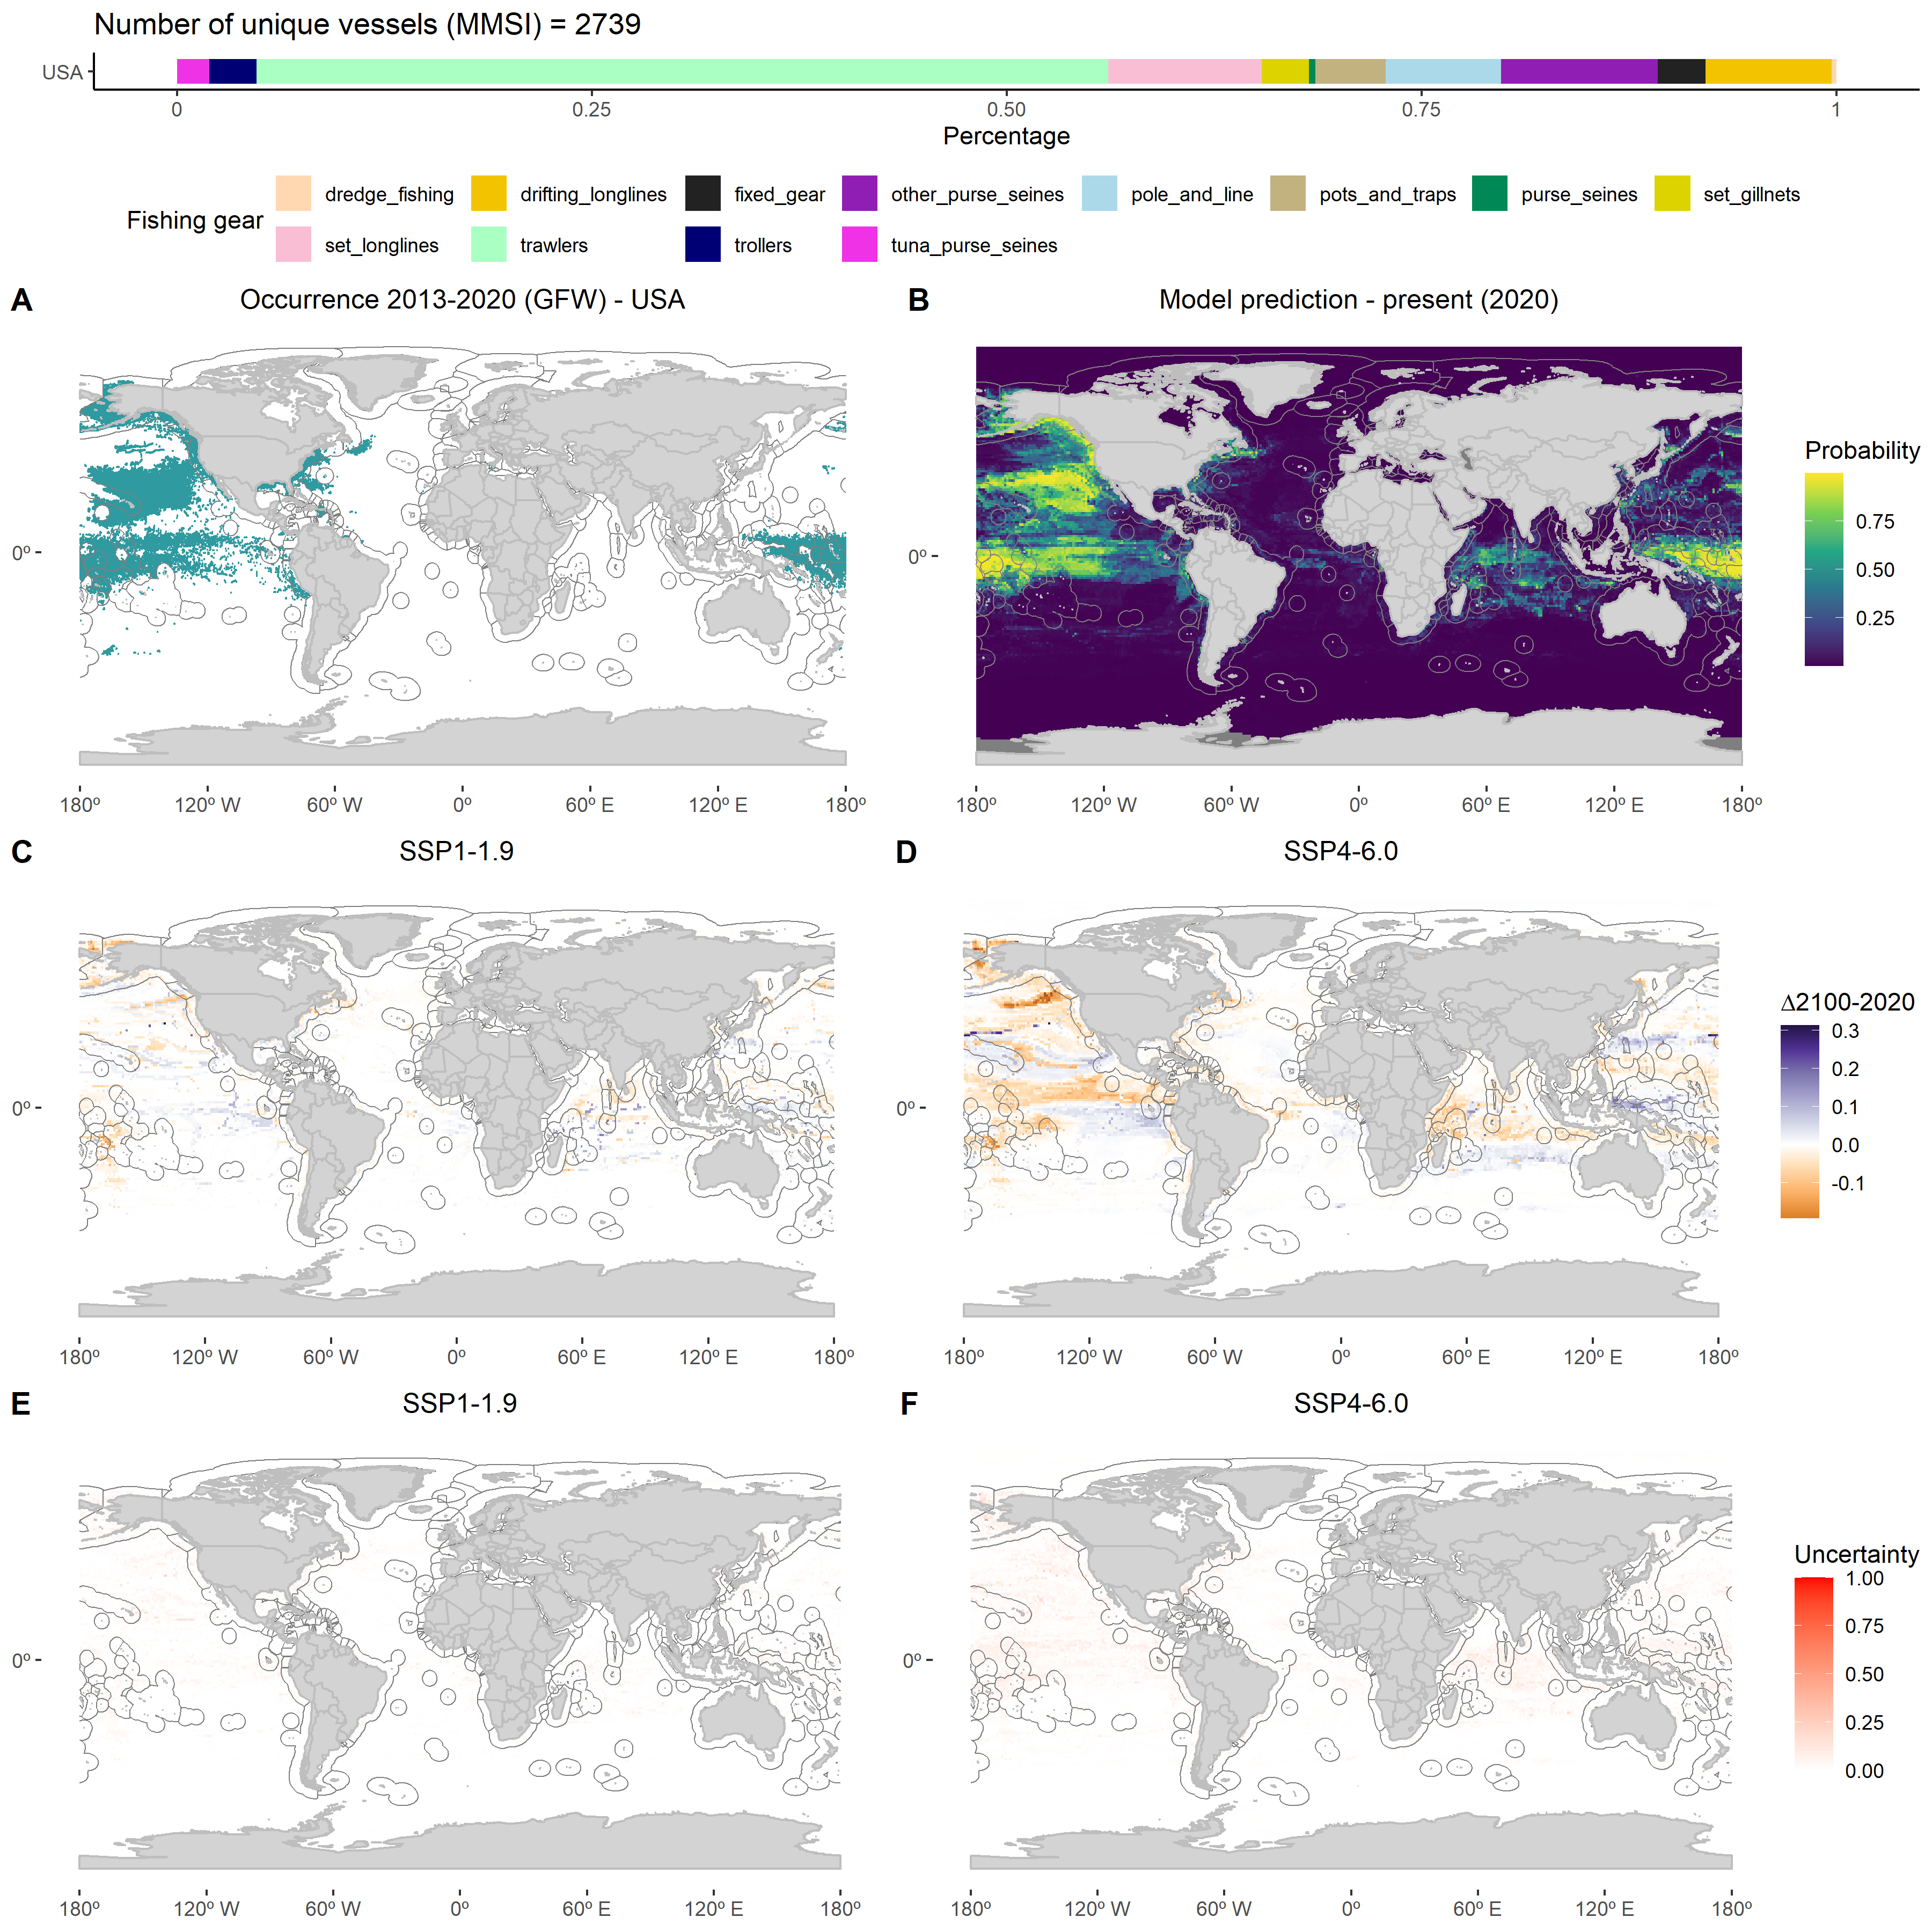 Number of unique vessels (MMSI) = 2739
USA
0 0.25 0.50 0.75 1
Percentage
Fishing gear
dredge_fishing drifting_longlines fixed_gear other_purse_seines pole_and_line pots_and_traps purse_seines set_gillnets
set_longlines trawlers trollers tuna_purse_seines
A Occurrence 2013-2020 (GFW) - USA
0º
180º 120º W 60º W 0º 60º E 120º E 180º
B Model prediction - present (2020)
0º
180º 120º W 60º W 0º 60º E 120º E 180º
Probability
0.75
0.50
0.25
C SSP1-1.9
0º
180º 120º W 60º W 0º 60º E 120º E 180º
D SSP4-6.0
0º
180º 120º W 60º W 0º 60º E 120º E 180º
Δ2100-2020
0.3
0.2
0.1
0.0
-0.1
E SSP1-1.9
0º
180º 120º W 60º W 0º 60º E 120º E 180º
F SSP4-6.0
0º
180º 120º W 60º W 0º 60º E 120º E 180º
Uncertainty
1.00
0.75
0.50
0.25
0.00